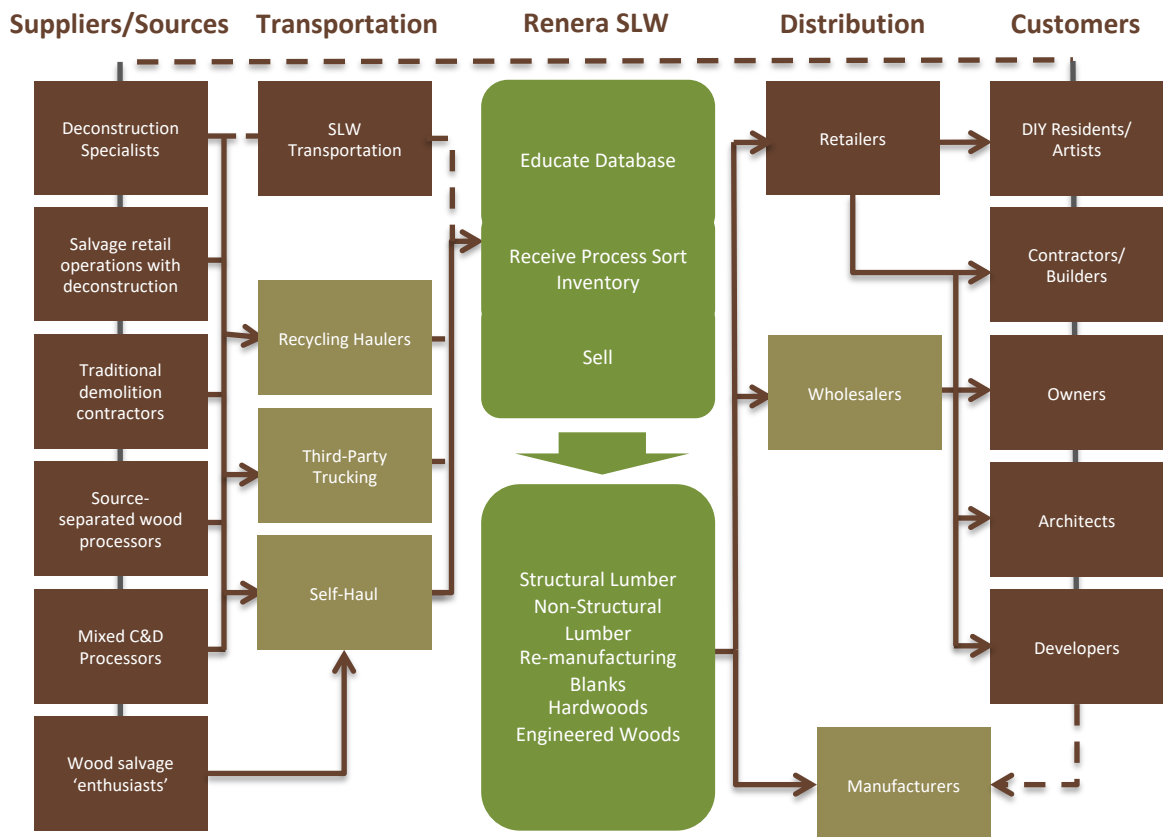 Suppliers/Sources
Transportation
Renera SLW
Distribution
Customers
Deconstruction
Specialists
Salvage retail
operations with
deconstruction
Traditional
demolition
contractors
Source-
separated wood
processors
Mixed C&D
Processors
Wood salvage
‘enthusiasts’
SLW
Transportation
Recycling Haulers
Third-Party
Trucking
Self-Haul
Educate Database
Receive Process Sort
Inventory
Sell
Structural Lumber
Non-Structural
Lumber
Re-manufacturing
Blanks
Hardwoods
Engineered Woods
Retailers
Wholesalers
Manufacturers
DIY Residents/
Artists
Contractors/
Builders
Owners
Architects
Developers